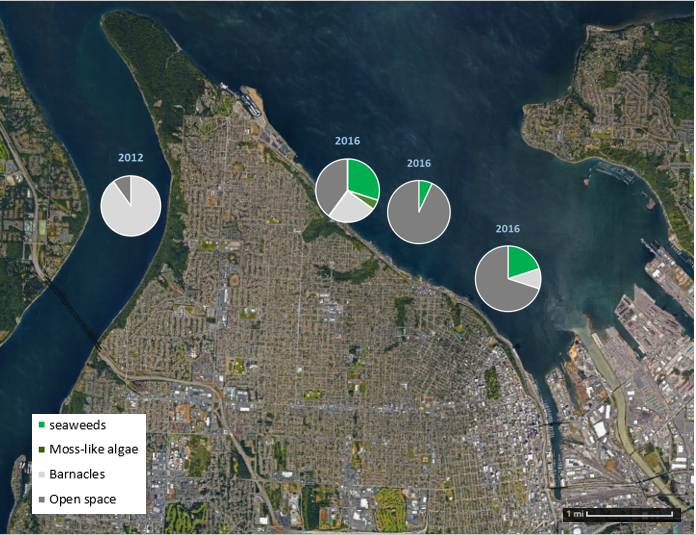 2012
2016
2016
2016
seaweeds
Moss-like algae
Barnacles
Open space
1 mi